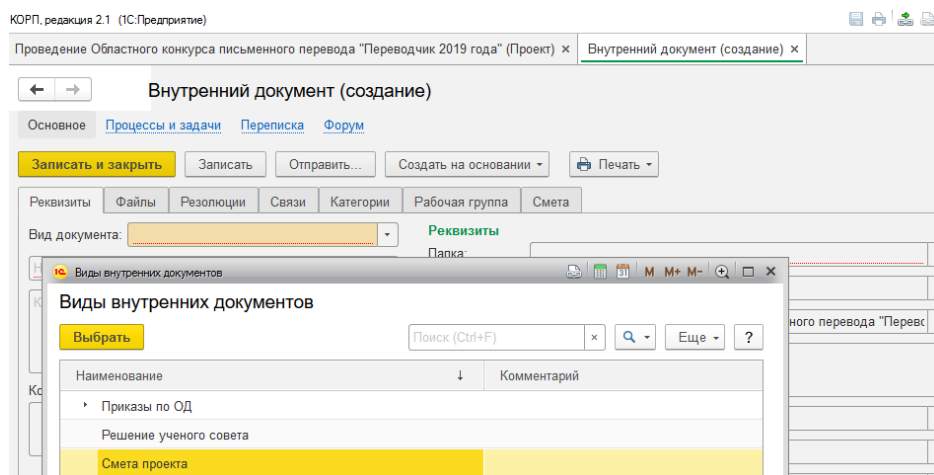 КОРП, редакция 2.1 (1С:Предприятие)
Проведение Областного конкурса письменного перевода "Переводчик 2019 года" (Проект) × Внутренний документ (создание) ×
Внутренний документ (создание)
Основное Процессы и задачи Переписка Форум
Записать и закрыть Записать Отправить... Создать на основании Печать
Реквизиты Файлы Резолюции Связи Категории Рабочая группа Смета
Вид документа: Реквизиты
Папка:
1С Виды внутренних документов 31 M M+ M-
Виды внутренних документов
ного перевода "Перевс
Выбрать Поиск (Ctrl+F) × Еще ?
Наименование ↓ Комментарий
Приказы по ОД
Решение ученого совета
Смета проекта